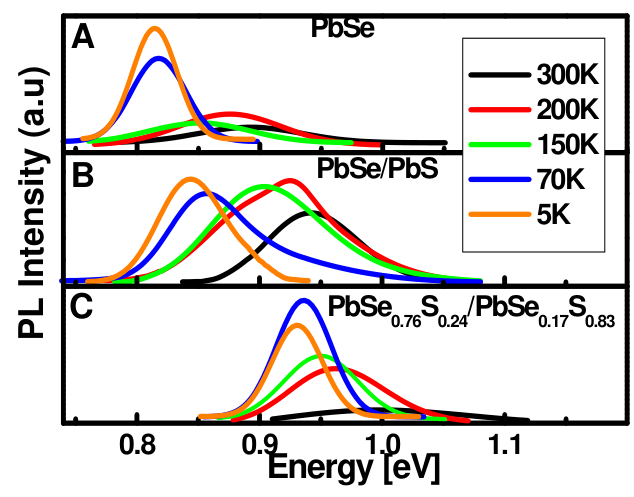 A
PbSe
300K
200K
150K
70K
5K
B
PbSe/PbS
C
PbSe0.76S0.24/PbSe0.17S0.83
PL Intensity (a.u)
0.8
0.9
1.0
1.1
Energy [eV]